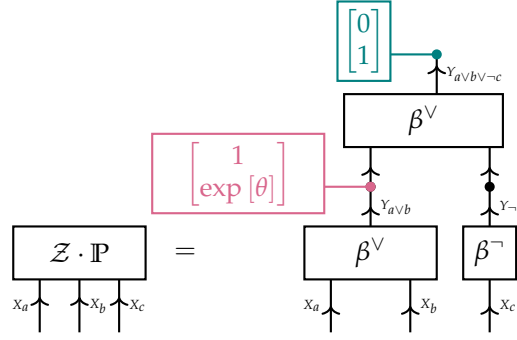 [0]
[1]
Y_{a∨b∨¬c}
β^∨
[1]
[exp [θ]]
Y_{a∨b}
Y_¬
𝒵 · ℙ
=
β^∨
β^¬
X_a
X_b
X_c
X_a
X_b
X_c